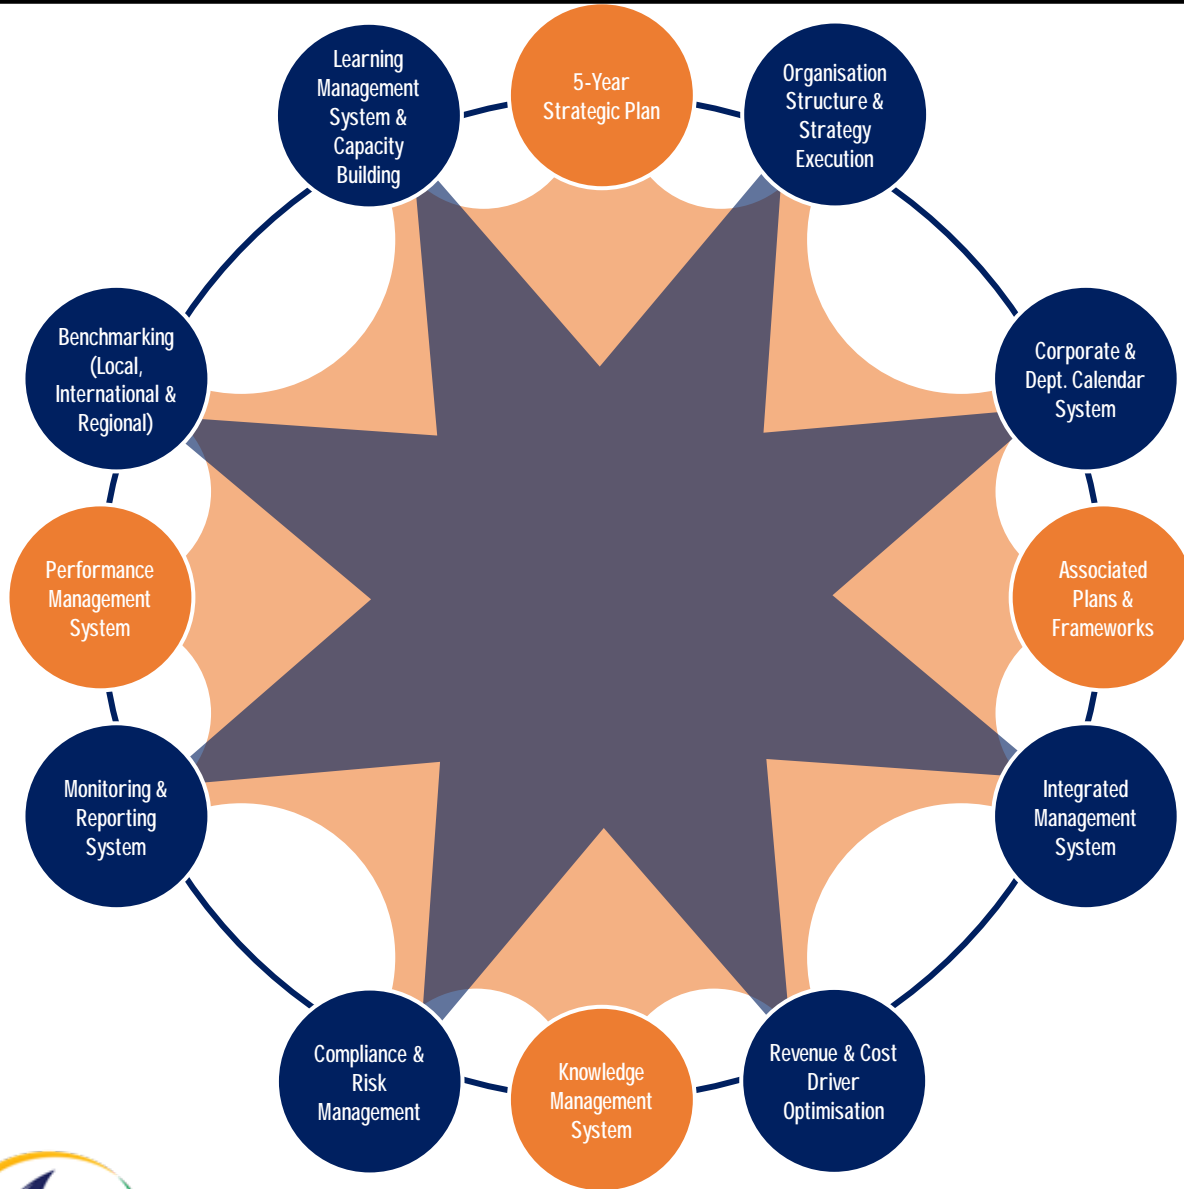 5-Year
Strategic Plan
Organisation
Structure &
Strategy
Execution
Corporate &
Dept. Calendar
System
Associated
Plans &
Frameworks
Integrated
Management
System
Revenue & Cost
Driver
Optimisation
Knowledge
Management
System
Compliance &
Risk
Management
Monitoring &
Reporting
System
Performance
Management
System
Benchmarking
(Local,
International &
Regional)
Learning
Management
System &
Capacity
Building